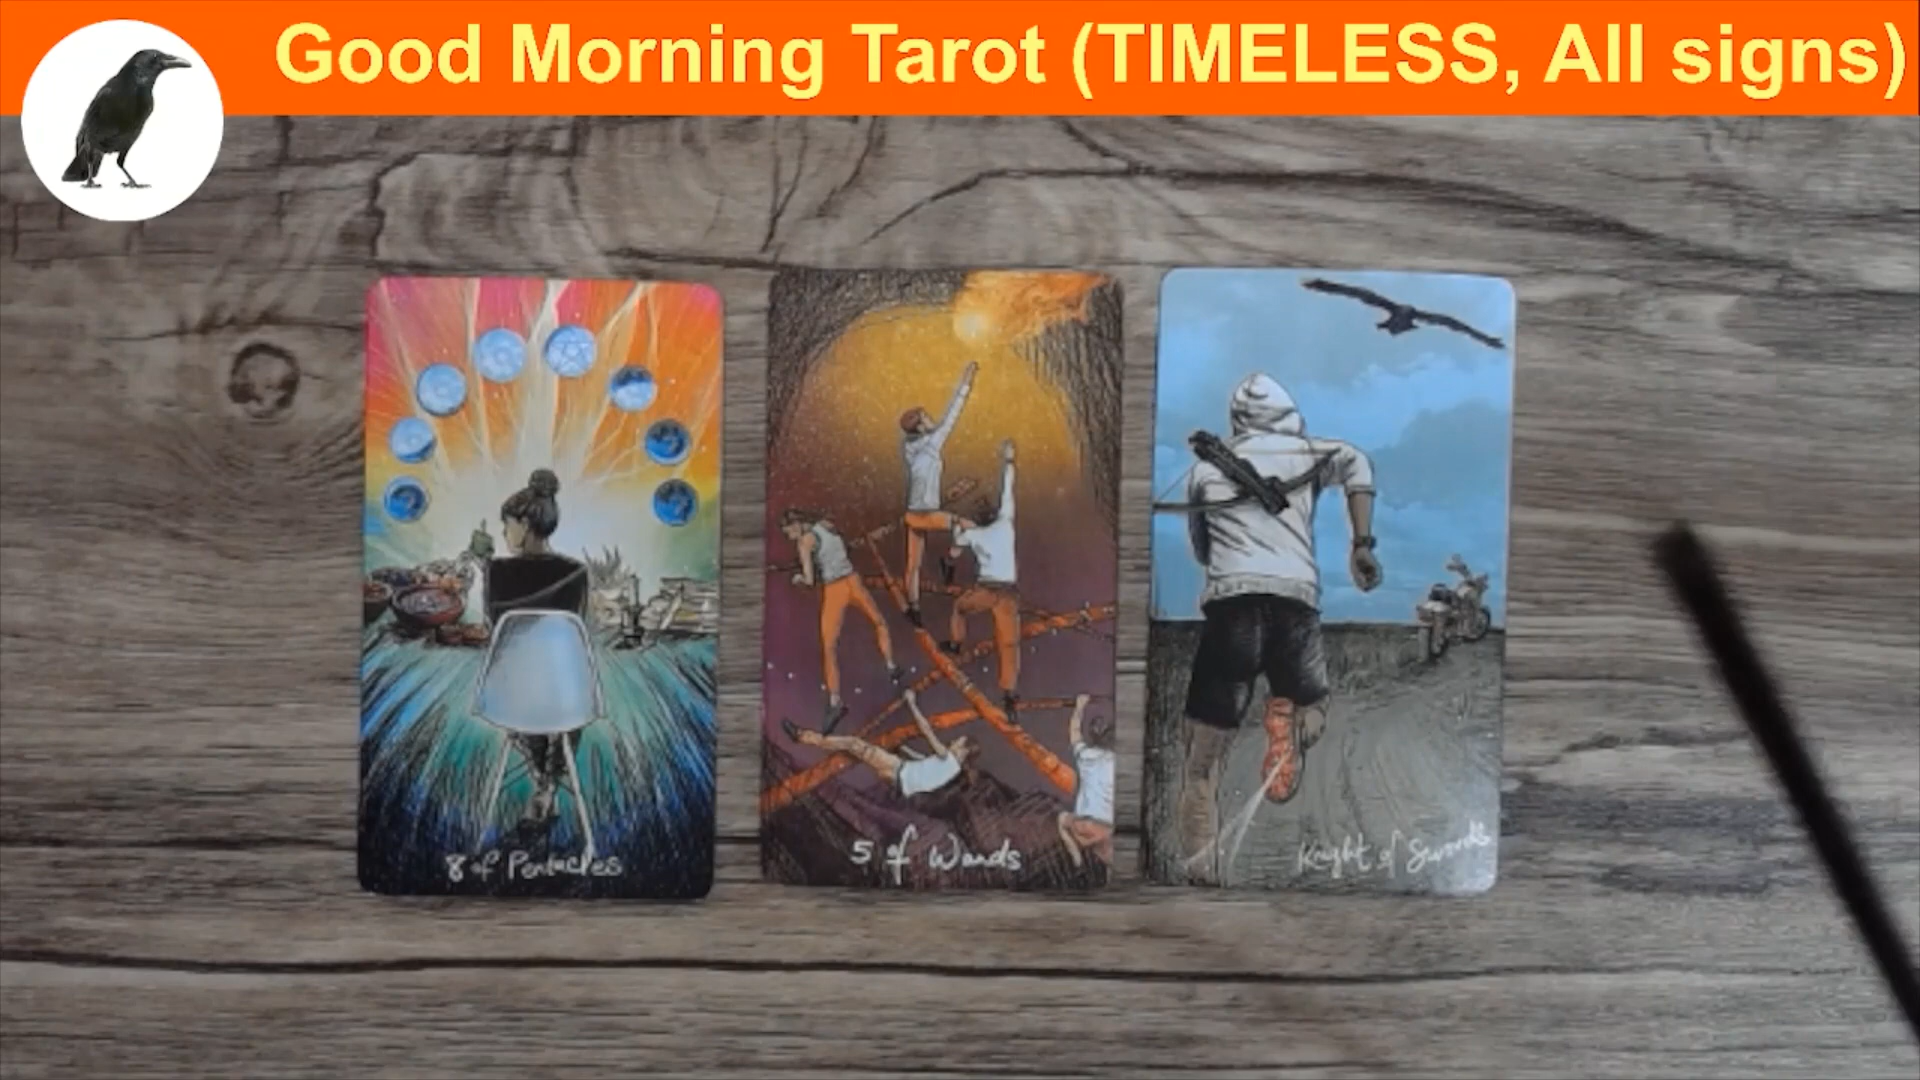 Good Morning Tarot (TIMELESS, All signs)
8 of Pentacles
5 of Wands
Knight of Swords